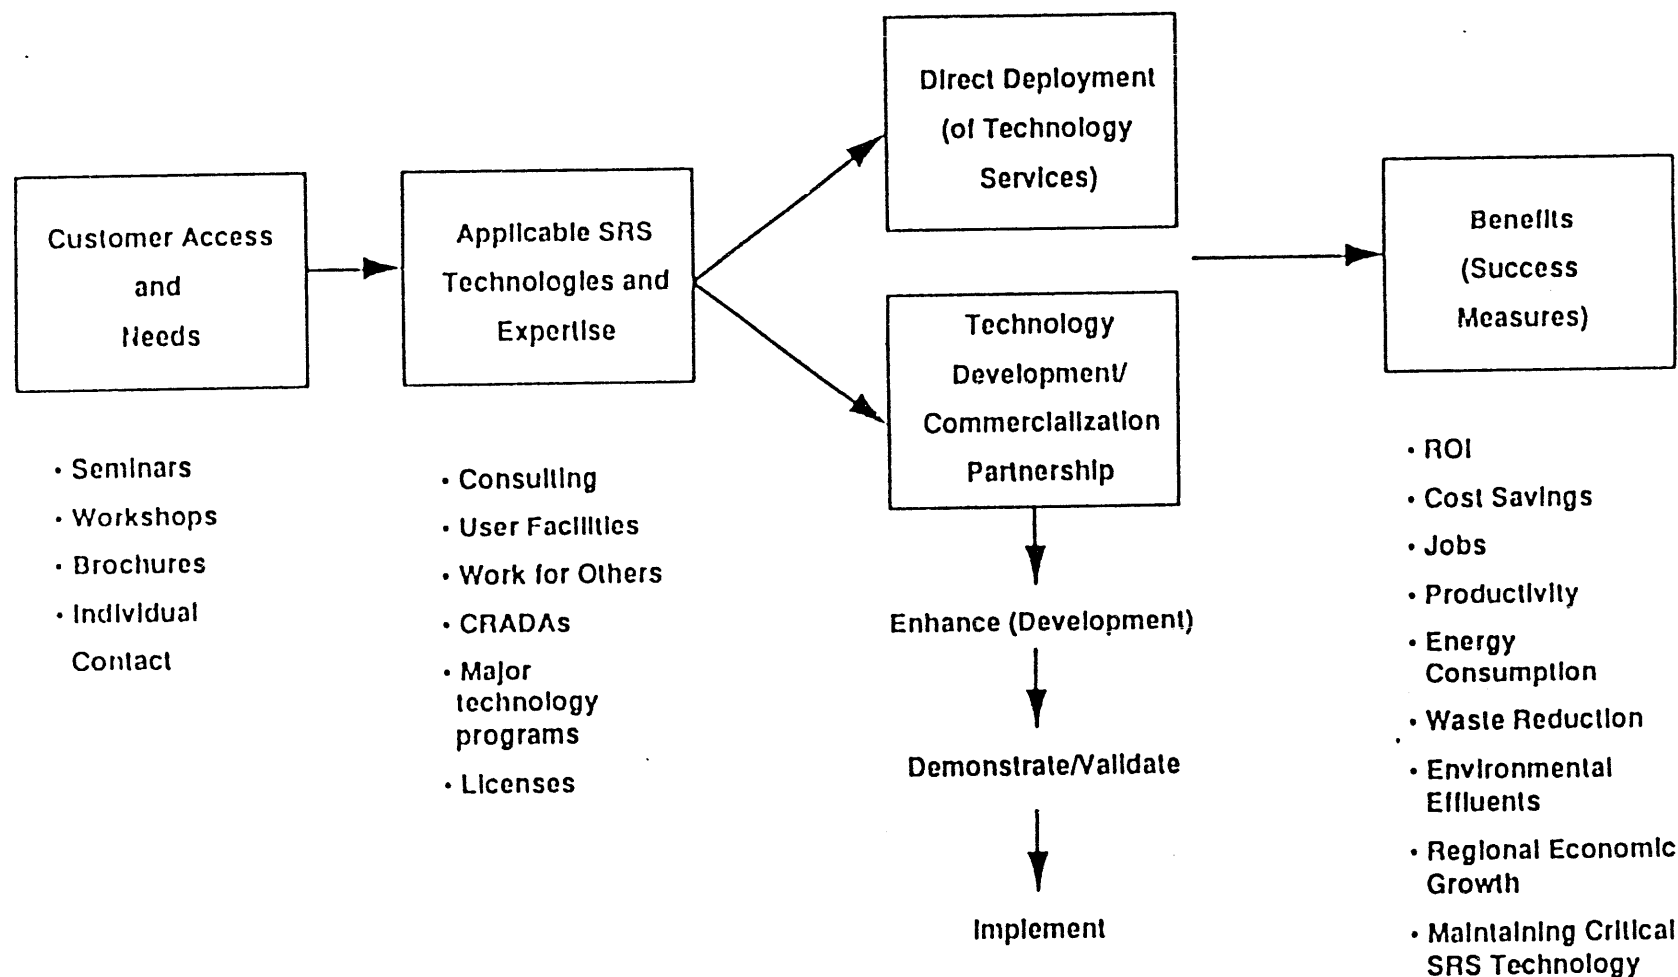 Customer Access
and
Needs
• Seminars
• Workshops
• Brochures
• Individual
Contact
Applicable SRS
Technologies and
Expertise
• Consulting
• User Facilities
• Work for Others
• CRADAs
• Major
technology
programs
• Licenses
Direct Deployment
(of Technology
Services)
Technology
Development/
Commercialization
Partnership
Enhance (Development)
Demonstrate/Validate
Implement
Benefits
(Success
Measures)
• ROI
• Cost Savings
• Jobs
• Productivity
• Energy
Consumption
• Waste Reduction
• Environmental
Effluents
• Regional Economic
Growth
• Maintaining Critical
SRS Technology